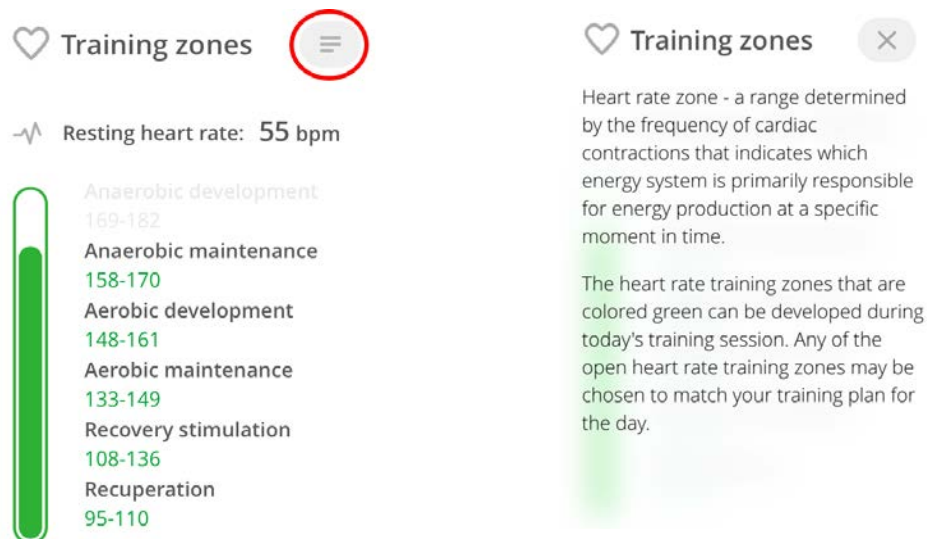 Training zones
Resting heart rate: 55 bpm
Anaerobic development
169-182
Anaerobic maintenance
158-170
Aerobic development
148-161
Aerobic maintenance
133-149
Recovery stimulation
108-136
Recuperation
95-110
Training zones
Heart rate zone - a range determined
by the frequency of cardiac
contractions that indicates which
energy system is primarily responsible
for energy production at a specific
moment in time.
The heart rate training zones that are
colored green can be developed during
today's training session. Any of the
open heart rate training zones may be
chosen to match your training plan for
the day.